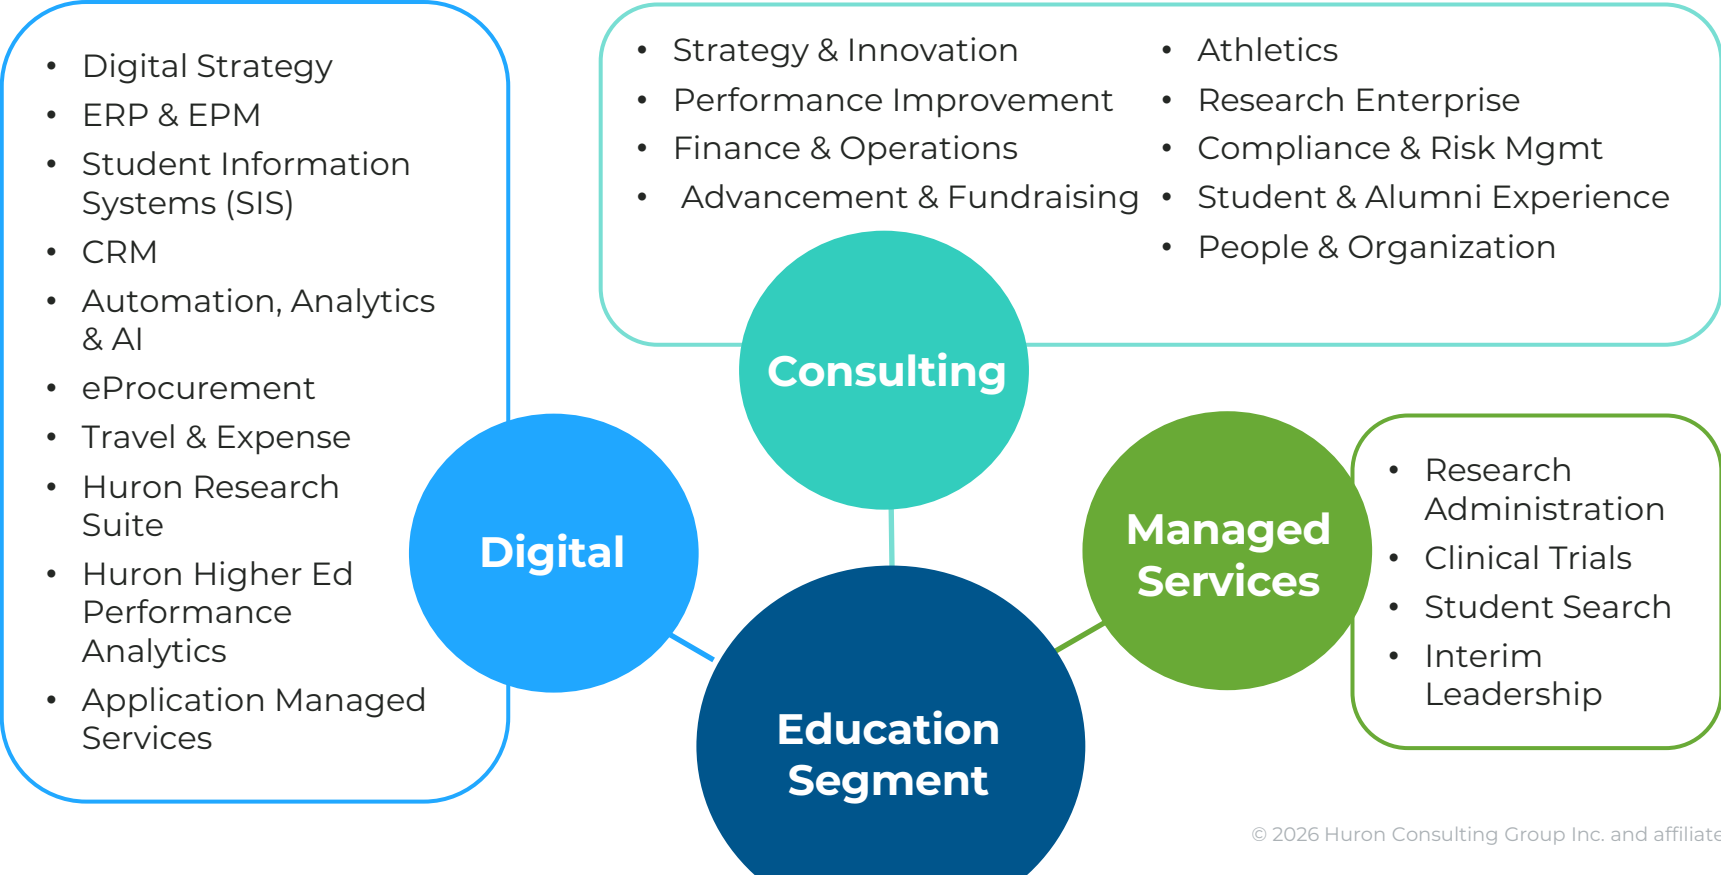 • Digital Strategy
• ERP & EPM
• Student Information
Systems (SIS)
• CRM
• Automation, Analytics
& AI
• eProcurement
• Travel & Expense
• Huron Research
Suite
• Huron Higher Ed
Performance
Analytics
• Application Managed
Services
Digital
• Strategy & Innovation
• Performance Improvement
• Finance & Operations
• Advancement & Fundraising
• Athletics
• Research Enterprise
• Compliance & Risk Mgmt
• Student & Alumni Experience
• People & Organization
Consulting
Managed
Services
• Research
Administration
• Clinical Trials
• Student Search
• Interim
Leadership
Education
Segment
© 2026 Huron Consulting Group Inc. and affiliate